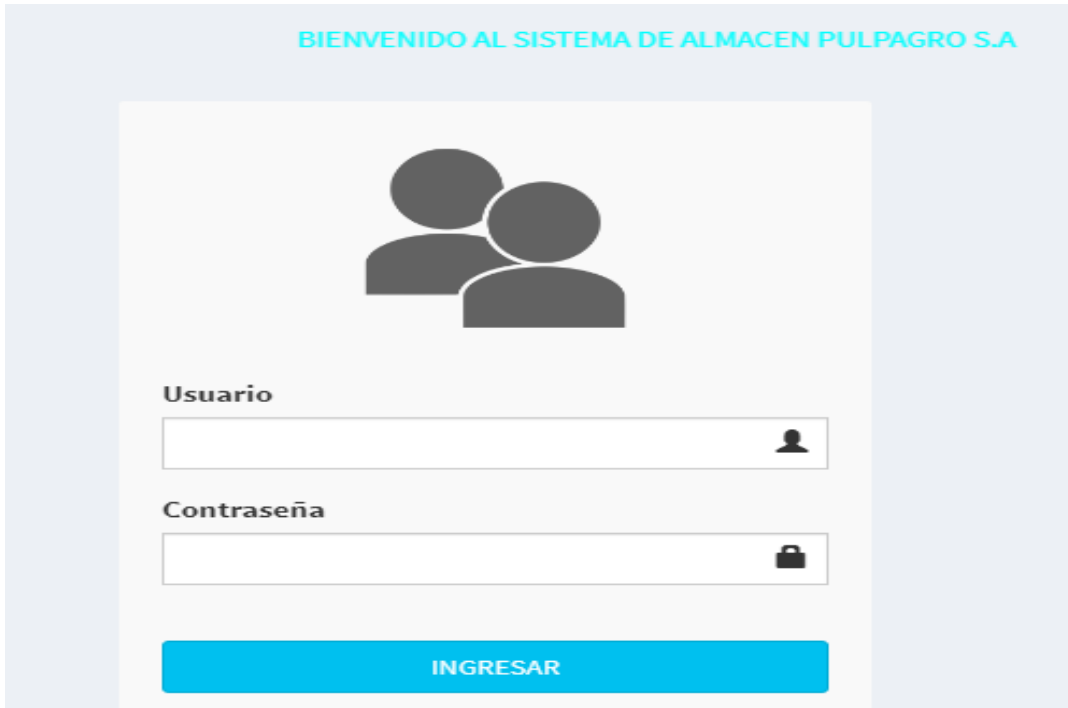 BIENVENIDO AL SISTEMA DE ALMACEN PULPAGRO S.A
Usuario
Contraseña
INGRESAR